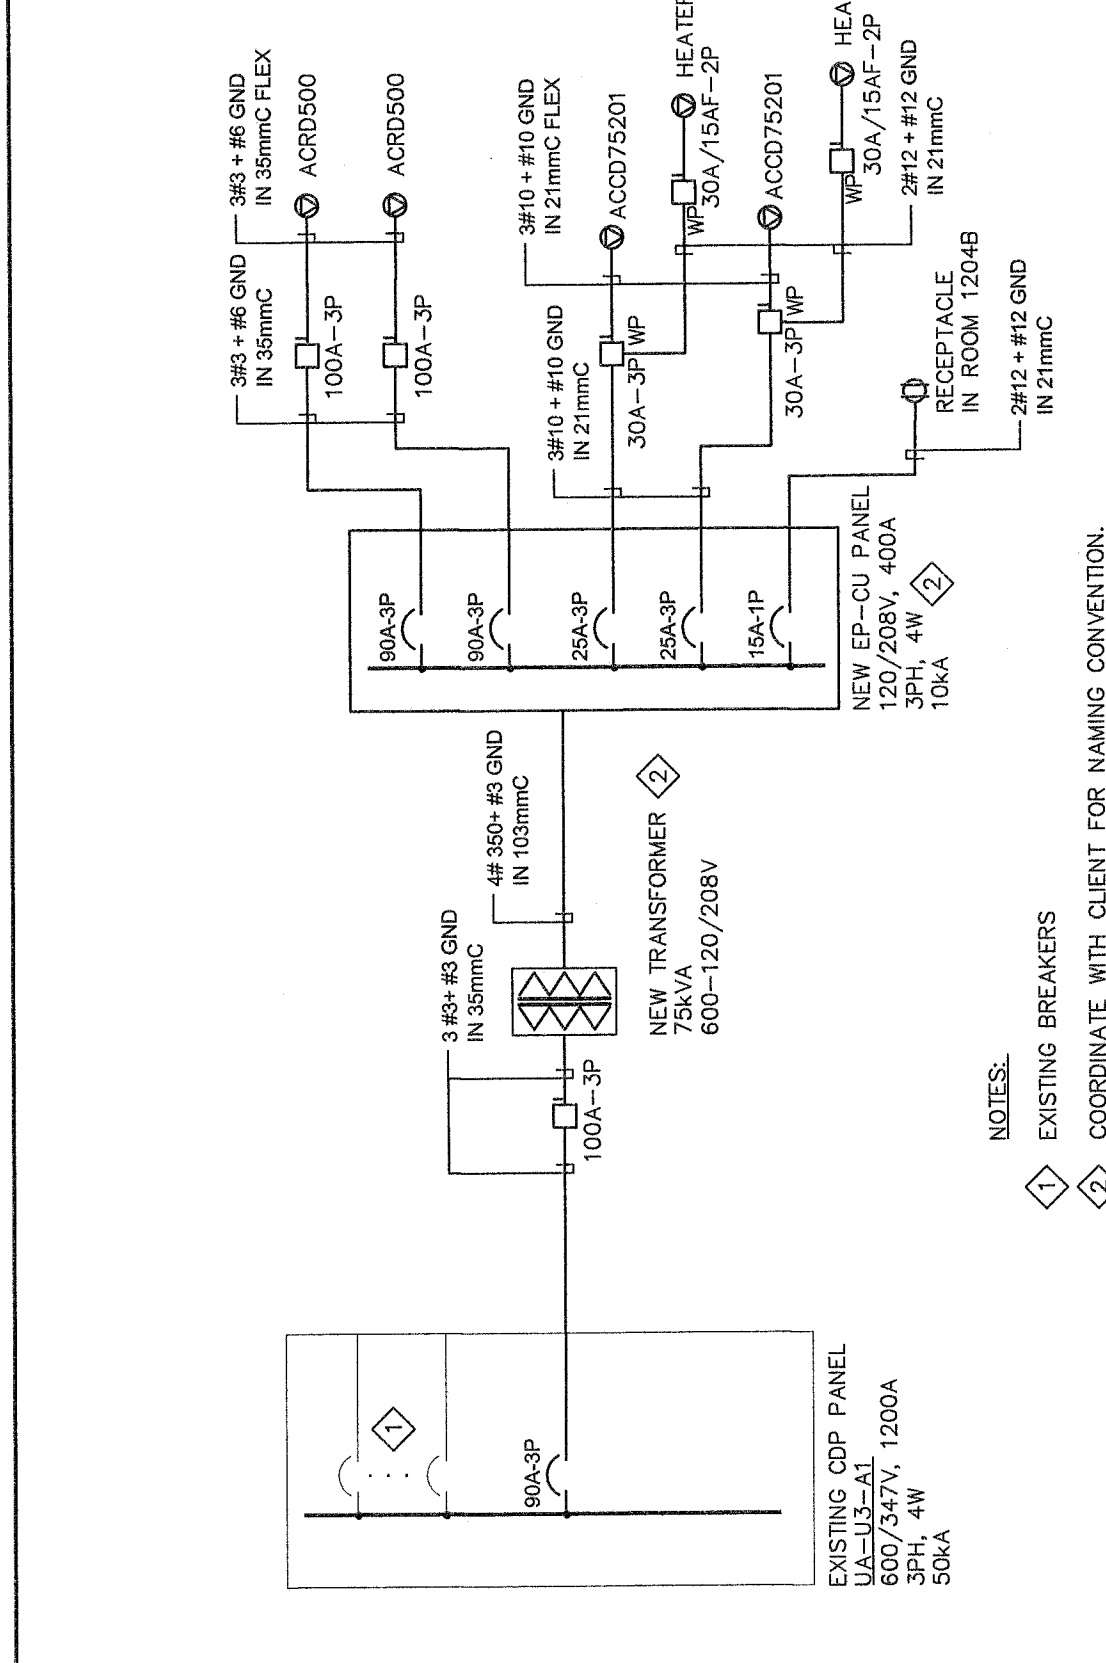 3#3 + #6 GND
IN 35mmC FLEX
3#3 + #6 GND
IN 35mmC
ACRD500
100A-3P
ACRD500
100A-3P
3#10 + #10 GND
IN 21mmC FLEX
3#10 + #10 GND
IN 21mmC
ACCD75201
30A-3P
WP
HEATER
30A/15AF-2P
WP
ACCD75201
30A-3P
WP
30A/15AF-2P
WP
2#12 + #12 GND
IN 21mmC
RECEPTACLE
IN ROOM 1204B
2#12 + #12 GND
IN 21mmC
90A-3P
90A-3P
25A-3P
25A-3P
15A-1P
NEW EP-CU PANEL
120/208V, 400A
3PH, 4W
10kA
2
4# 350+ #3 GND
IN 103mmC
3 #3+ #3 GND
IN 35mmC
NEW TRANSFORMER
75kVA
600-120/208V
2
100A-3P
1
90A-3P
EXISTING CDP PANEL
UA-U3-A1
600/347V, 1200A
3PH, 4W
50kA
NOTES:
1 EXISTING BREAKERS
2 COORDINATE WITH CLIENT FOR NAMING CONVENTION.